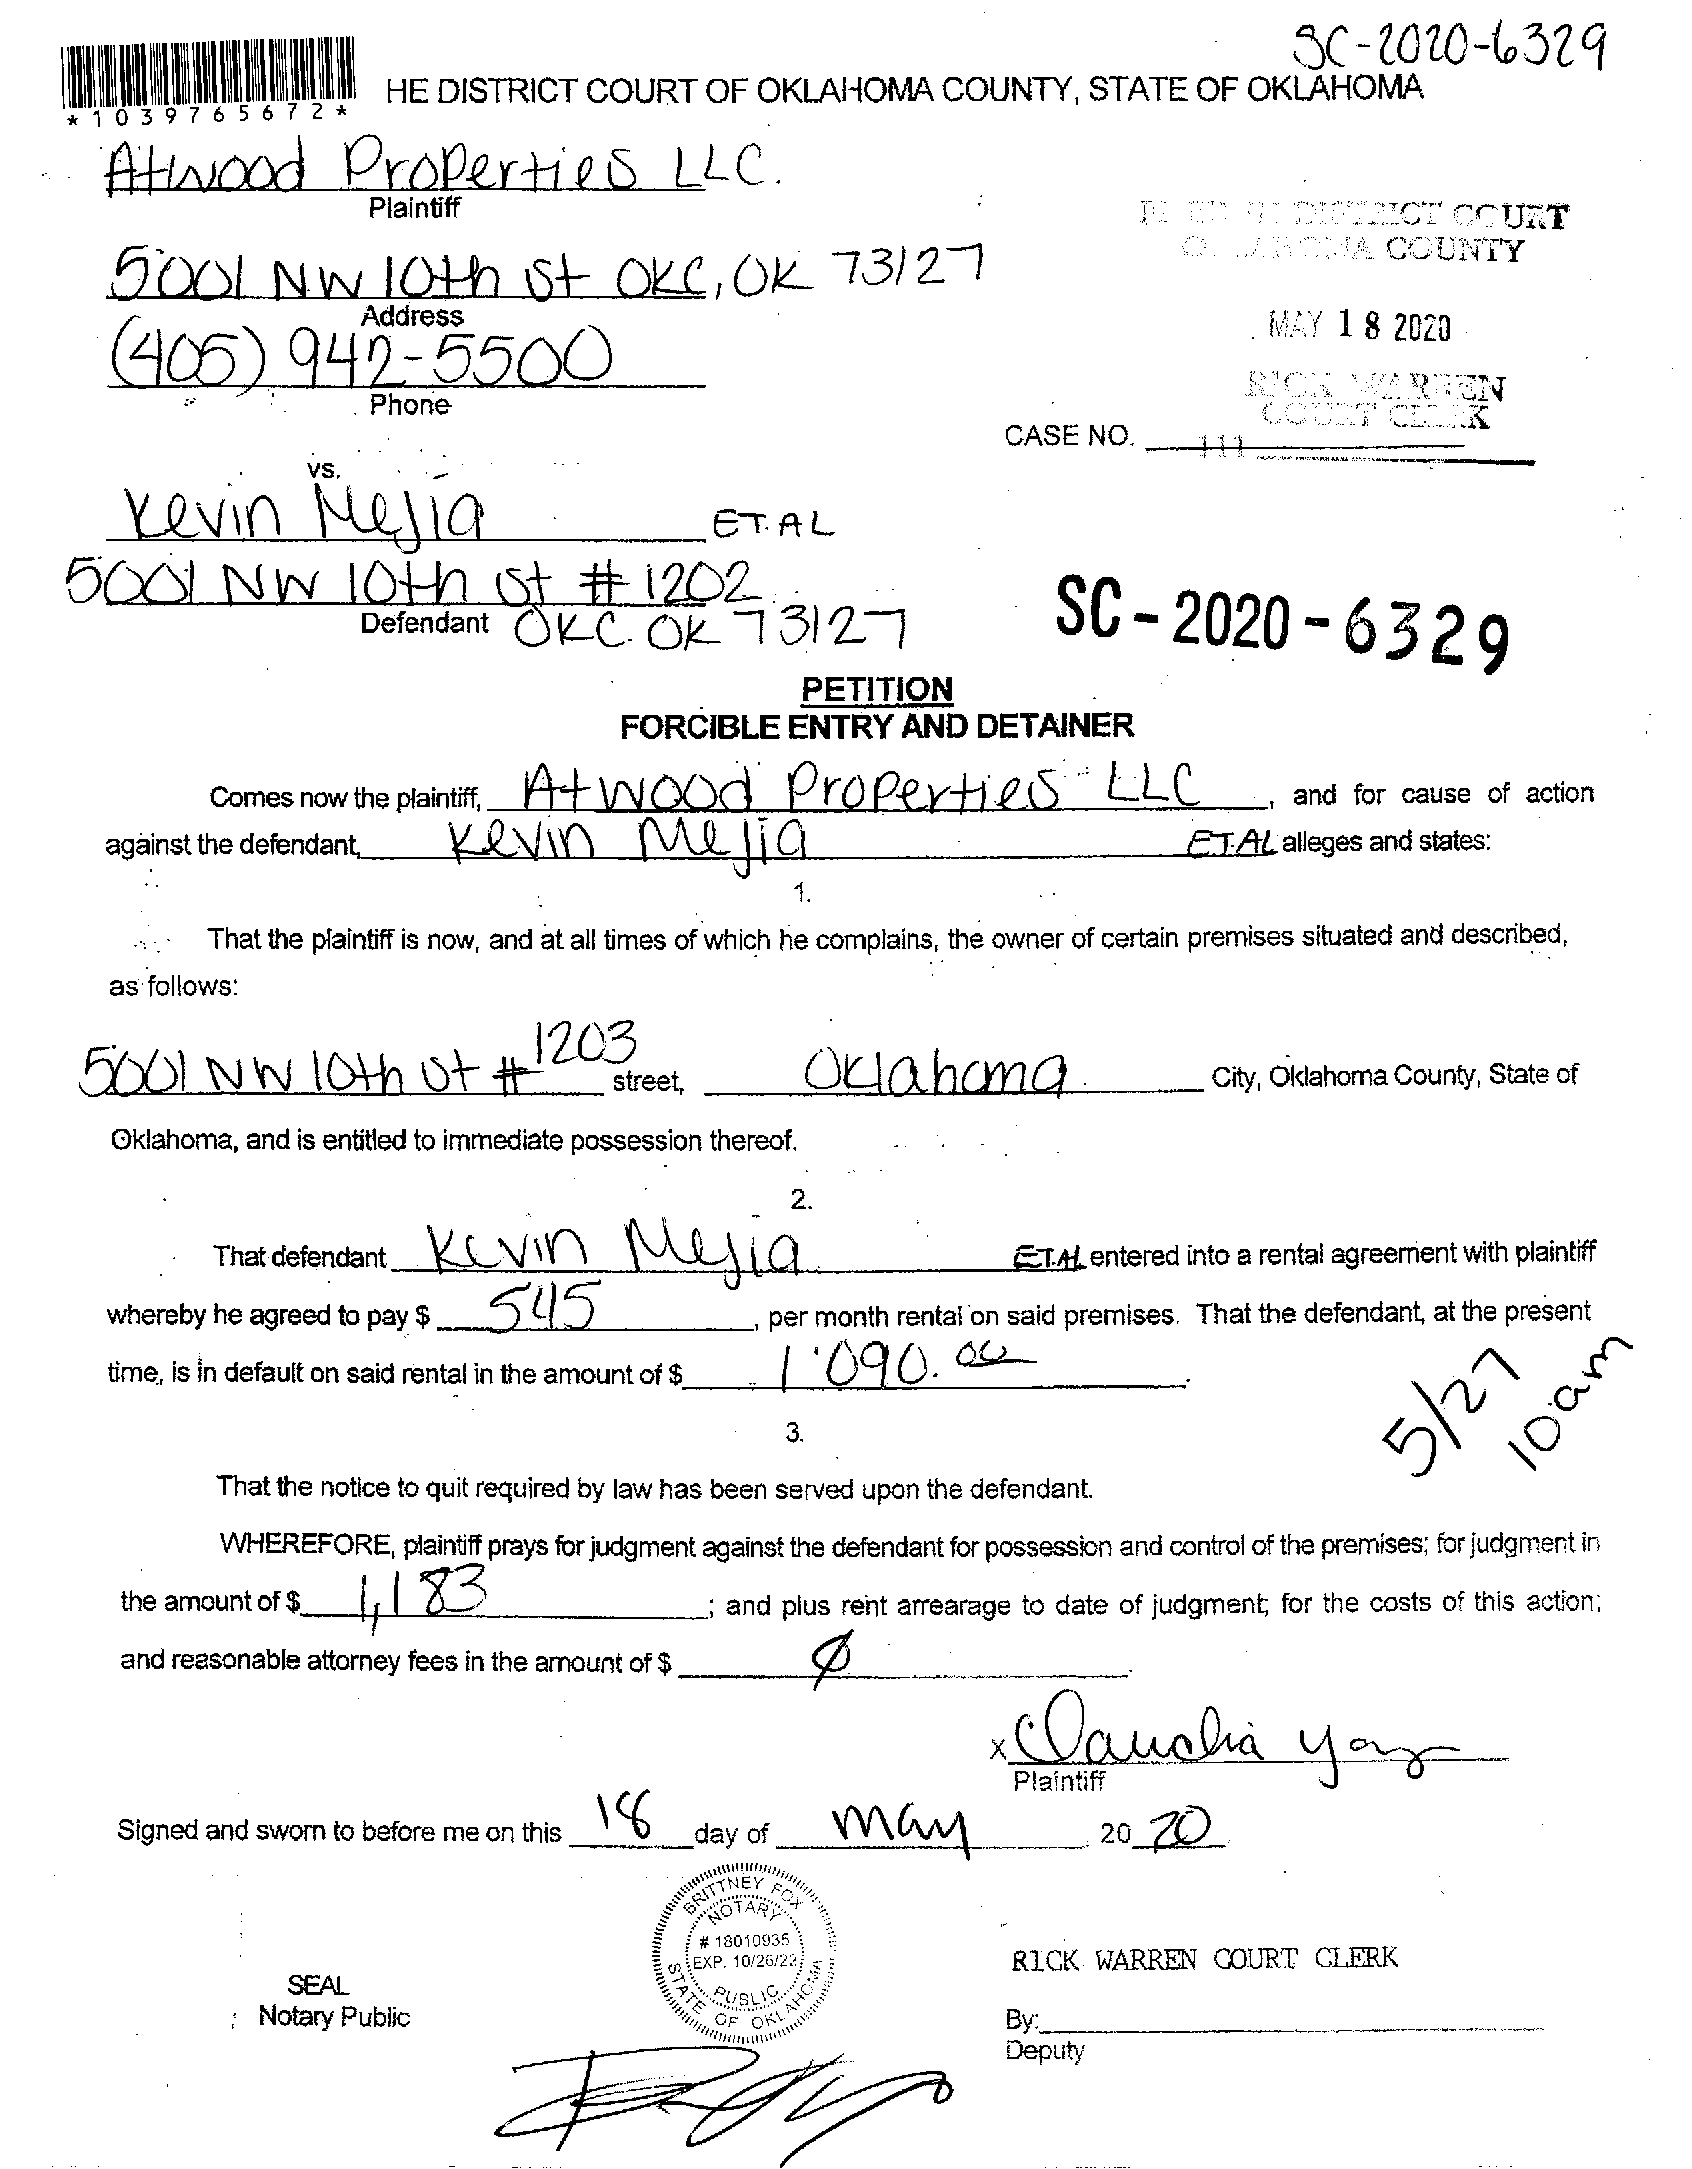 SC-2020-6329
*1039765672*
HE DISTRICT COURT OF OKLAHOMA COUNTY, STATE OF OKLAHOMA
Atwood Properties LLC.
Plaintiff
DISTRICT COURT
COUNTY
5001 NW 10th St OKC, OK 73127
Address
MAY 18 2020
(405) 942-5500
Phone
RICK WARREN
COURT CLERK
CASE NO.
111
vs.
Kevin Mejia ET.AL
5001 NW 10th St # 1202
Defendant OKC. OK 73127
SC-2020-6329
PETITION
FORCIBLE ENTRY AND DETAINER
Comes now the plaintiff, Atwood Properties LLC, and for cause of action
against the defendant, Kevin Mejia ET.AL alleges and states:
1.
That the plaintiff is now, and at all times of which he complains, the owner of certain premises situated and described,
as follows:
5001 NW 10th St # 1203 street, Oklahoma City, Oklahoma County, State of
Oklahoma, and is entitled to immediate possession thereof.
2.
That defendant Kevin Mejia ET.AL entered into a rental agreement with plaintiff
whereby he agreed to pay $ 545, per month rental on said premises. That the defendant, at the present
time, is in default on said rental in the amount of $ 1'090.00.
5/27
10am
3.
That the notice to quit required by law has been served upon the defendant.
WHEREFORE, plaintiff prays for judgment against the defendant for possession and control of the premises; for judgment in
the amount of $ 1,183; and plus rent arrearage to date of judgment; for the costs of this action;
and reasonable attorney fees in the amount of $ Ø.
x Claudia
Plaintiff
Signed and sworn to before me on this 18 day of May 20 20
BRITTNEY FOX
NOTARY
# 18010935
EXP. 10/26/22
PUBLIC
STATE OF OKLAHOMA
SEAL
Notary Public
RICK WARREN COURT CLERK
By:
Deputy